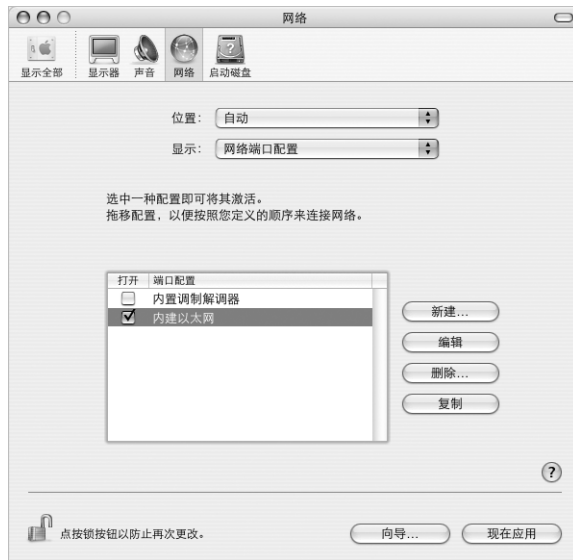 网络
显示全部 显示器 声音 网络 启动磁盘
位置： 自动
显示： 网络端口配置
选中一种配置即可将其激活。
拖移配置，以便按照您定义的顺序来连接网络。
打开 端口配置
内置调制解调器
内建以太网
新建...
编辑
删除...
复制
?
点按锁按钮以防止再次更改。
向导... 现在应用